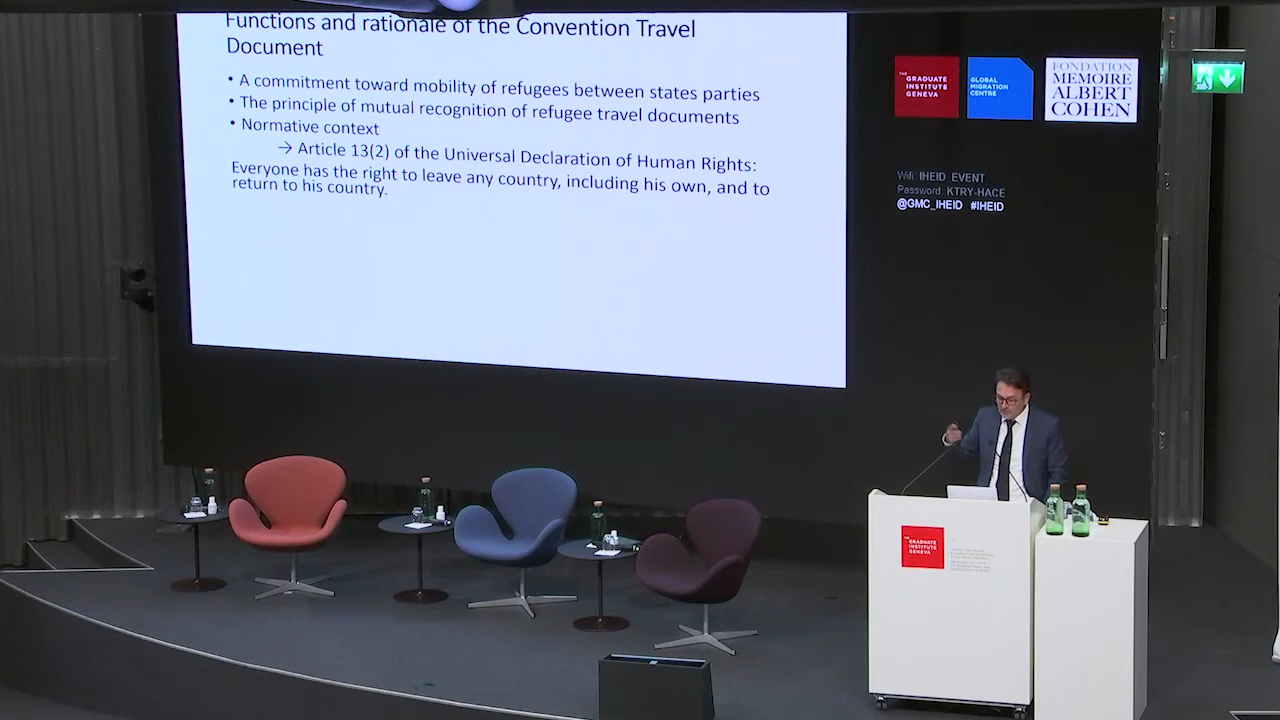 Functions and rationale of the Convention Travel
Document
• A commitment toward mobility of refugees between states parties
• The principle of mutual recognition of refugee travel documents
• Normative context
→ Article 13(2) of the Universal Declaration of Human Rights:
Everyone has the right to leave any country, including his own, and to
return to his country.
THE
GRADUATE
INSTITUTE
GENEVA
GLOBAL
MIGRATION
CENTRE
FONDATION
MEMOIRE
ALBERT
COHEN
Wifi IHEID EVENT
Password KTRY-HACE
@GMC_IHEID #IHEID
THE
GRADUATE
INSTITUTE
GENEVA